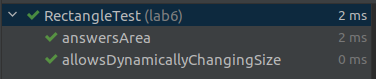 RectangleTest (lab6) 2 ms
answersArea 2 ms
allowsDynamicallyChangingSize 0 ms